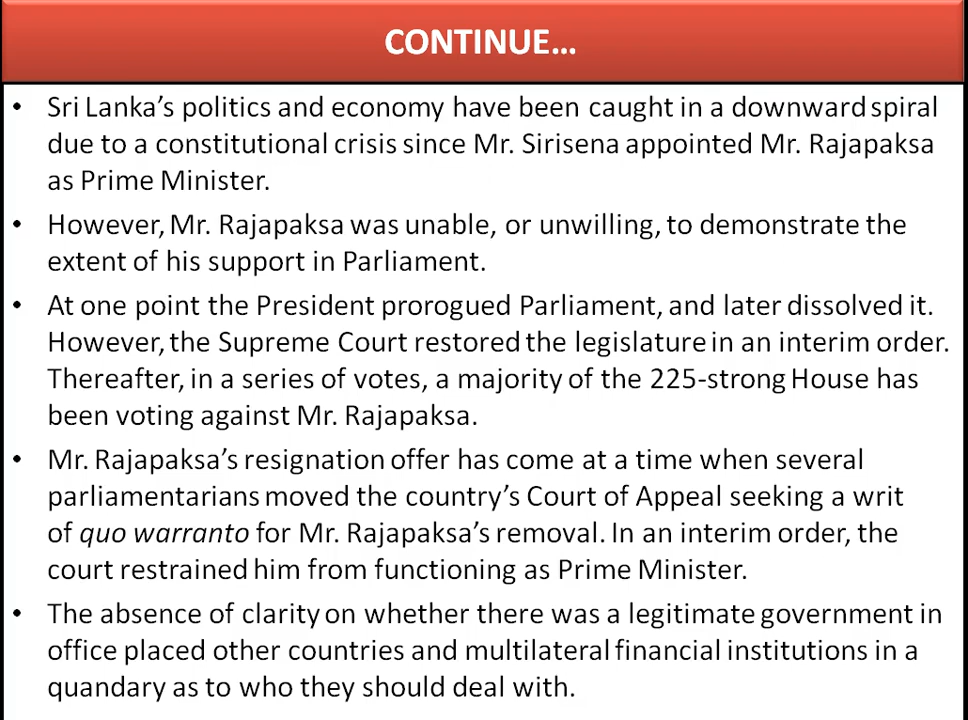 CONTINUE...
• Sri Lanka’s politics and economy have been caught in a downward spiral
due to a constitutional crisis since Mr. Sirisena appointed Mr. Rajapaksa
as Prime Minister.
• However, Mr. Rajapaksa was unable, or unwilling, to demonstrate the
extent of his support in Parliament.
• At one point the President prorogued Parliament, and later dissolved it.
However, the Supreme Court restored the legislature in an interim order.
Thereafter, in a series of votes, a majority of the 225-strong House has
been voting against Mr. Rajapaksa.
• Mr. Rajapaksa’s resignation offer has come at a time when several
parliamentarians moved the country’s Court of Appeal seeking a writ
of quo warranto for Mr. Rajapaksa’s removal. In an interim order, the
court restrained him from functioning as Prime Minister.
• The absence of clarity on whether there was a legitimate government in
office placed other countries and multilateral financial institutions in a
quandary as to who they should deal with.